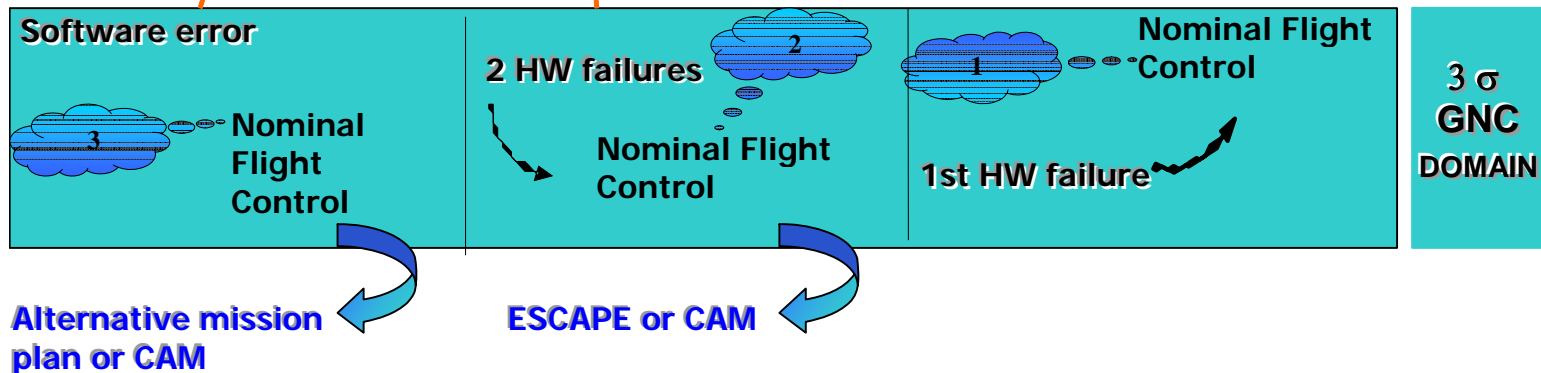 Software error
3
Nominal
Flight
Control
2 HW failures
2
Nominal Flight
Control
1
Nominal Flight
Control
1st HW failure
3 σ
GNC
DOMAIN
Alternative mission
plan or CAM
ESCAPE or CAM